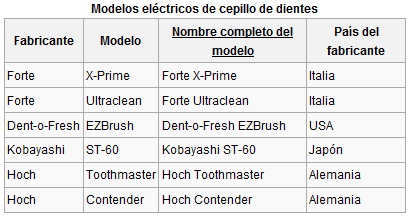 Modelos eléctricos de cepillo de dientes
Fabricante Modelo Nombre completo del modelo País del fabricante
Forte X-Prime Forte X-Prime Italia
Forte Ultraclean Forte Ultraclean Italia
Dent-o-Fresh EZBrush Dent-o-Fresh EZBrush USA
Kobayashi ST-60 Kobayashi ST-60 Japón
Hoch Toothmaster Hoch Toothmaster Alemania
Hoch Contender Hoch Contender Alemania